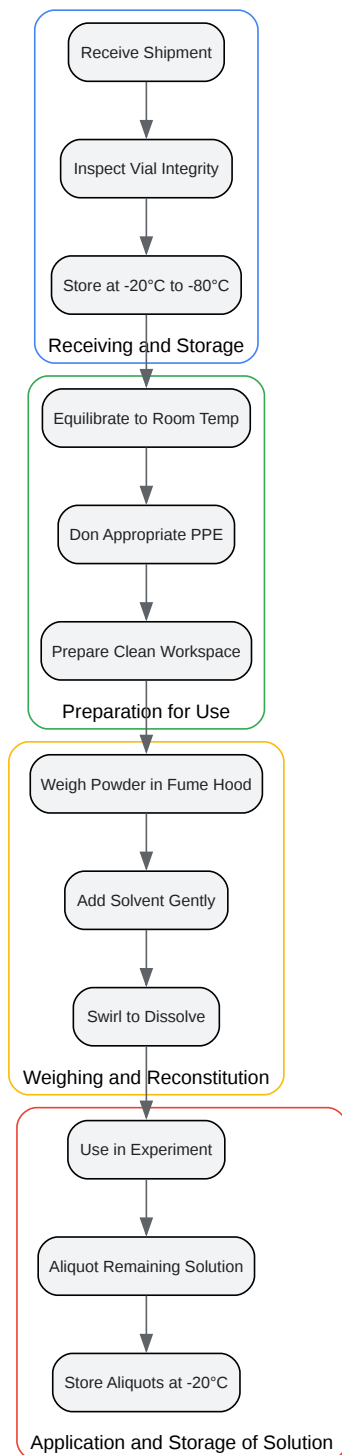 Receive Shipment
Inspect Vial Integrity
Store at -20°C to -80°C
Receiving and Storage
Equilibrate to Room Temp
Don Appropriate PPE
Prepare Clean Workspace
Preparation for Use
Weigh Powder in Fume Hood
Add Solvent Gently
Swirl to Dissolve
Weighing and Reconstitution
Use in Experiment
Aliquot Remaining Solution
Store Aliquots at -20°C
Application and Storage of Solution